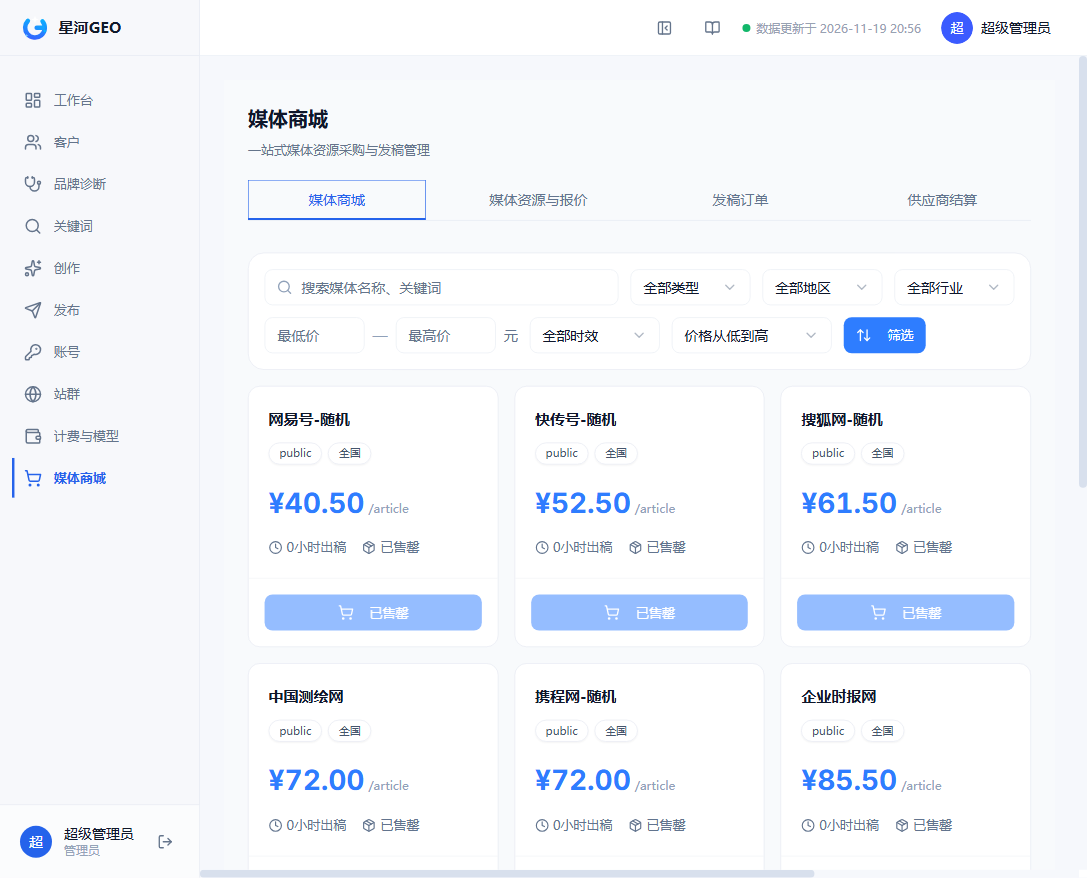 星河GEO
数据更新于 2026-11-19 20:56
超 超级管理员
工作台
客户
品牌诊断
关键词
创作
发布
账号
站群
计费与模型
媒体商城
超 超级管理员
管理员
媒体商城
一站式媒体资源采购与发稿管理
媒体商城 媒体资源与报价 发稿订单 供应商结算
搜索媒体名称、关键词 全部类型 全部地区 全部行业
最低价 — 最高价 元 全部时效 价格从低到高 筛选
网易号-随机
public 全国
¥40.50 /article
0小时出稿 已售罄
已售罄
快传号-随机
public 全国
¥52.50 /article
0小时出稿 已售罄
已售罄
搜狐网-随机
public 全国
¥61.50 /article
0小时出稿 已售罄
已售罄
中国测绘网
public 全国
¥72.00 /article
0小时出稿 已售罄
携程网-随机
public 全国
¥72.00 /article
0小时出稿 已售罄
企业时报网
public 全国
¥85.50 /article
0小时出稿 已售罄